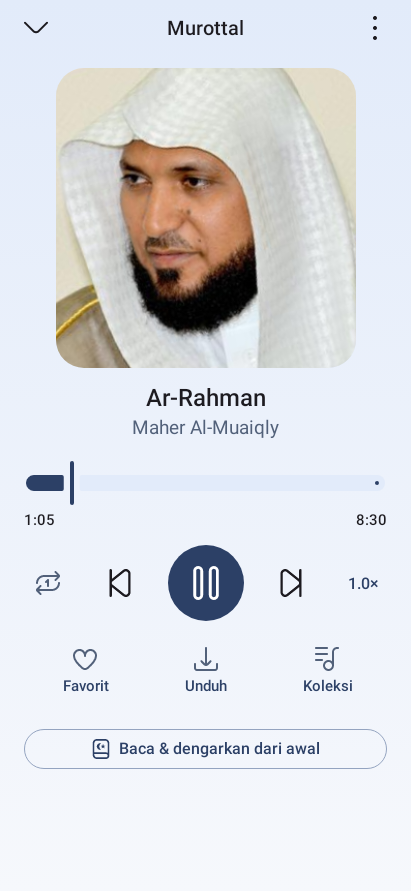 Murottal
Ar-Rahman
Maher Al-Muaiqly
1:05 8:30
1 1.0×
Favorit Unduh Koleksi
Baca & dengarkan dari awal